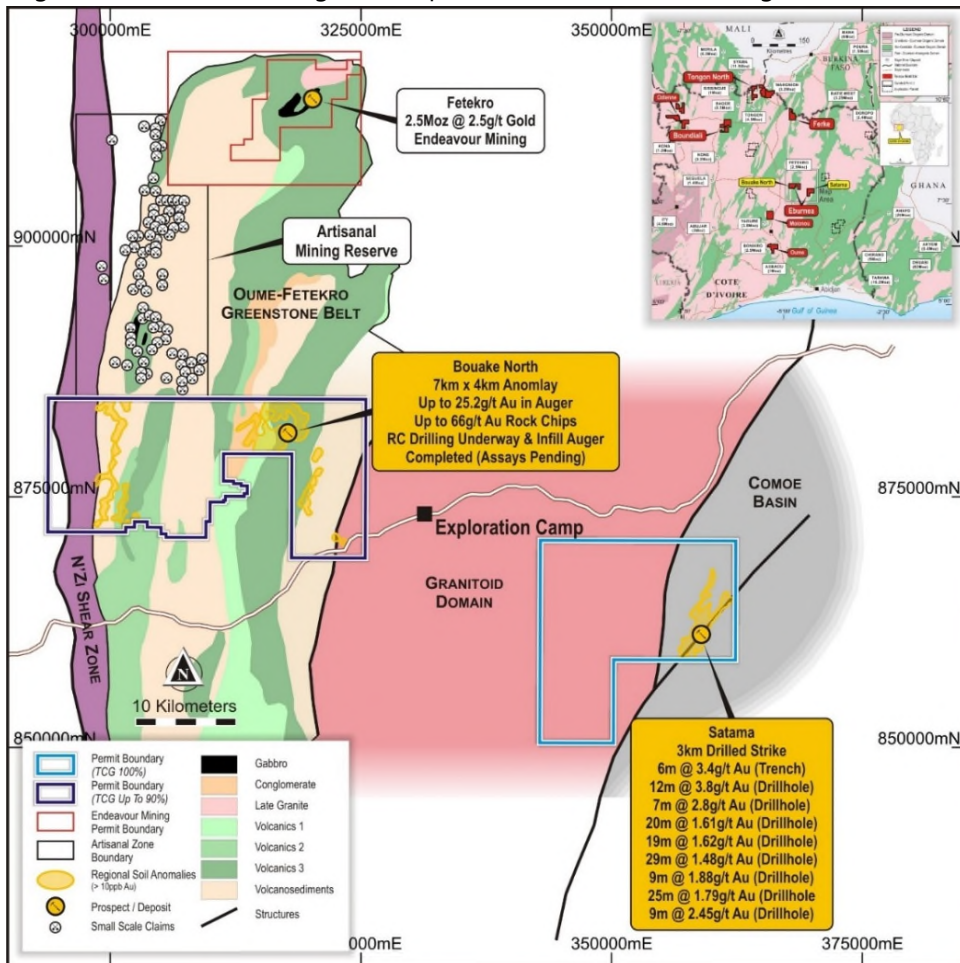 300000mE
325000mE
Fetekro
2.5Moz @ 2.5g/t Gold
Endeavour Mining
900000mN
Artisanal
Mining Reserve
OUME-FETEKRO
GREENSTONE BELT
Bouake North
7km x 4km Anomlay
Up to 25.2g/t Au in Auger
Up to 66g/t Au Rock Chips
RC Drilling Underway & Infill Auger
Completed (Assays Pending)
875000mN
875000mN
COMOE
BASIN
Exploration Camp
GRANITOID
DOMAIN
N'ZI SHEAR ZONE
N
10 Kilometers
850000mN
850000mN
Satama
3km Drilled Strike
6m @ 3.4g/t Au (Trench)
12m @ 3.8g/t Au (Drillhole)
7m @ 2.8g/t Au (Drillhole)
20m @ 1.61g/t Au (Drillhole)
19m @ 1.62g/t Au (Drillhole)
29m @ 1.48g/t Au (Drillhole)
9m @ 1.88g/t Au (Drillhole)
25m @ 1.79g/t Au (Drillhole)
9m @ 2.45g/t Au (Drillhole)
Permit Boundary
(TCG 100%)
Permit Boundary
(TCG Up To 90%)
Endeavour Mining
Permit Boundary
Artisanal Zone
Boundary
Regional Soil Anomalies
(> 10ppb Au)
Prospect / Deposit
Small Scale Claims
Gabbro
Conglomerate
Late Granite
Volcanics 1
Volcanics 2
Volcanics 3
Volcanosediments
Structures
350000mE
375000mE
MALI
0 150
Kilometres
BURKINA
FASO
LEGEND
Tengon North
Boundiali
Ferke
GHANA
Bouake North
Satama
Map
Area
Eburnea
Oume
COTE
D'IVOIRE
Abidjan
Gulf of Guinea